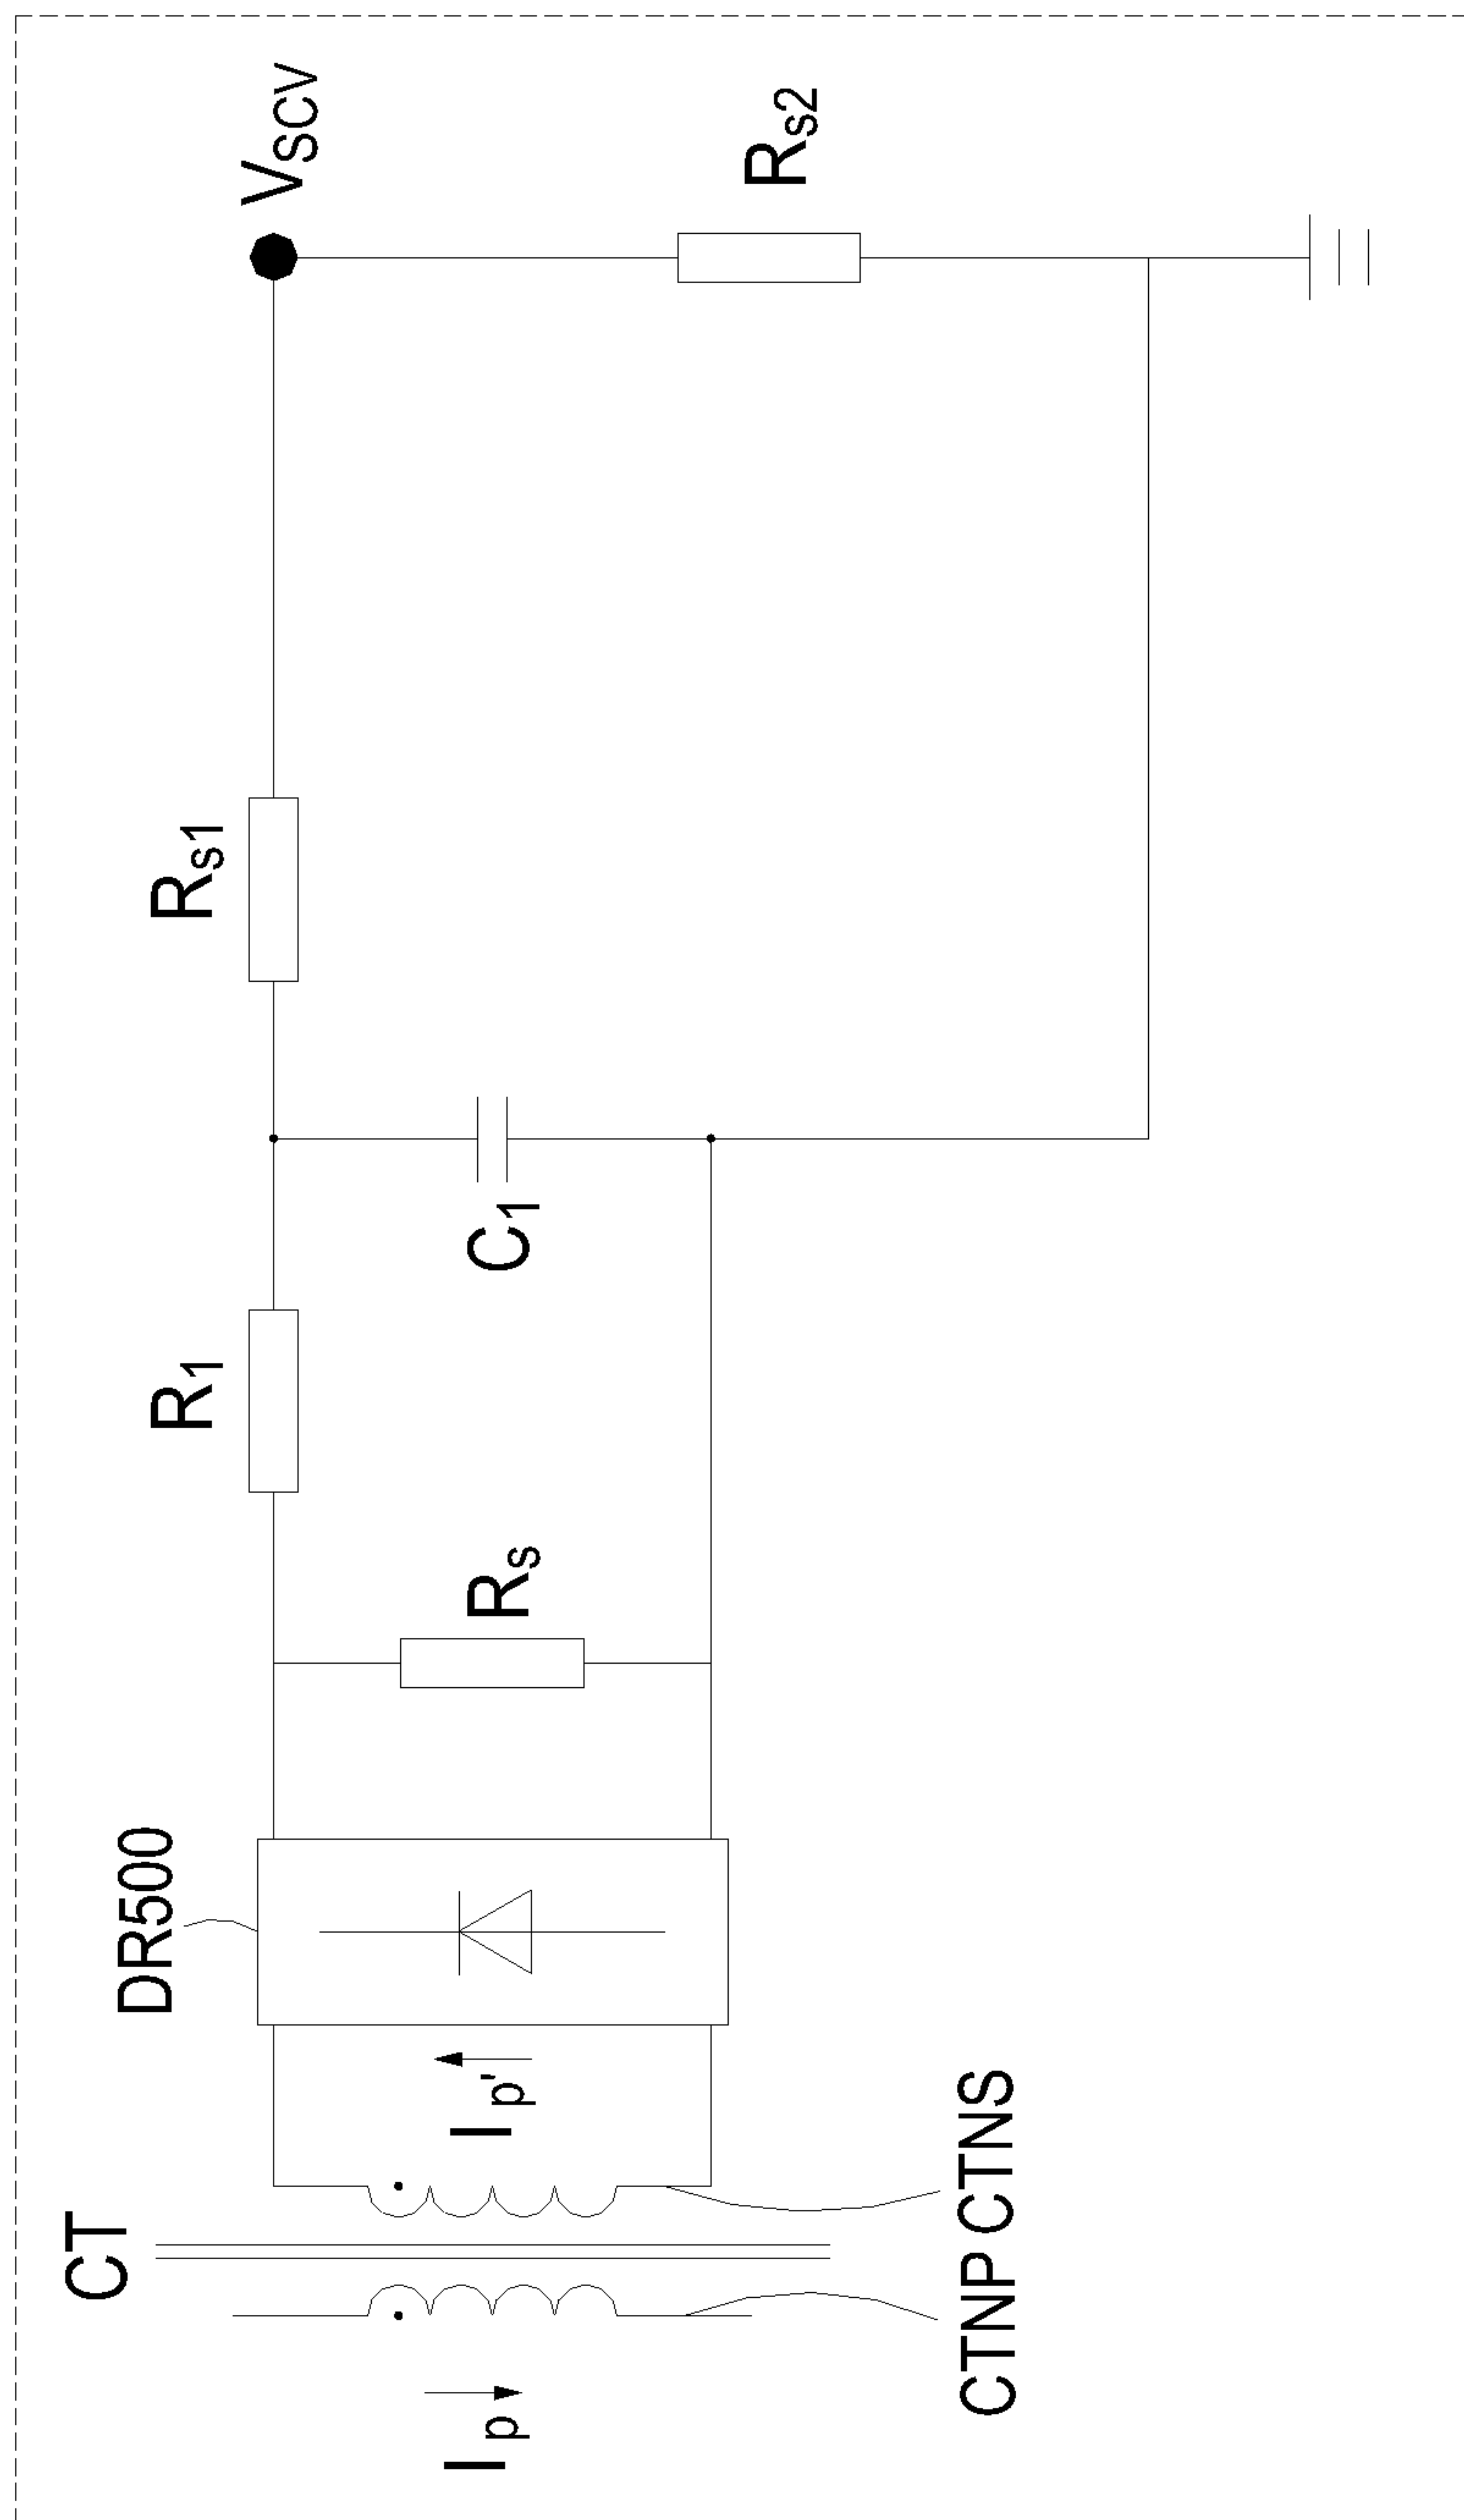 CT
DR500
R1
Rs1
VSCV
Ip
Ip'
Rs
C1
Rs2
CTNP
CTNS